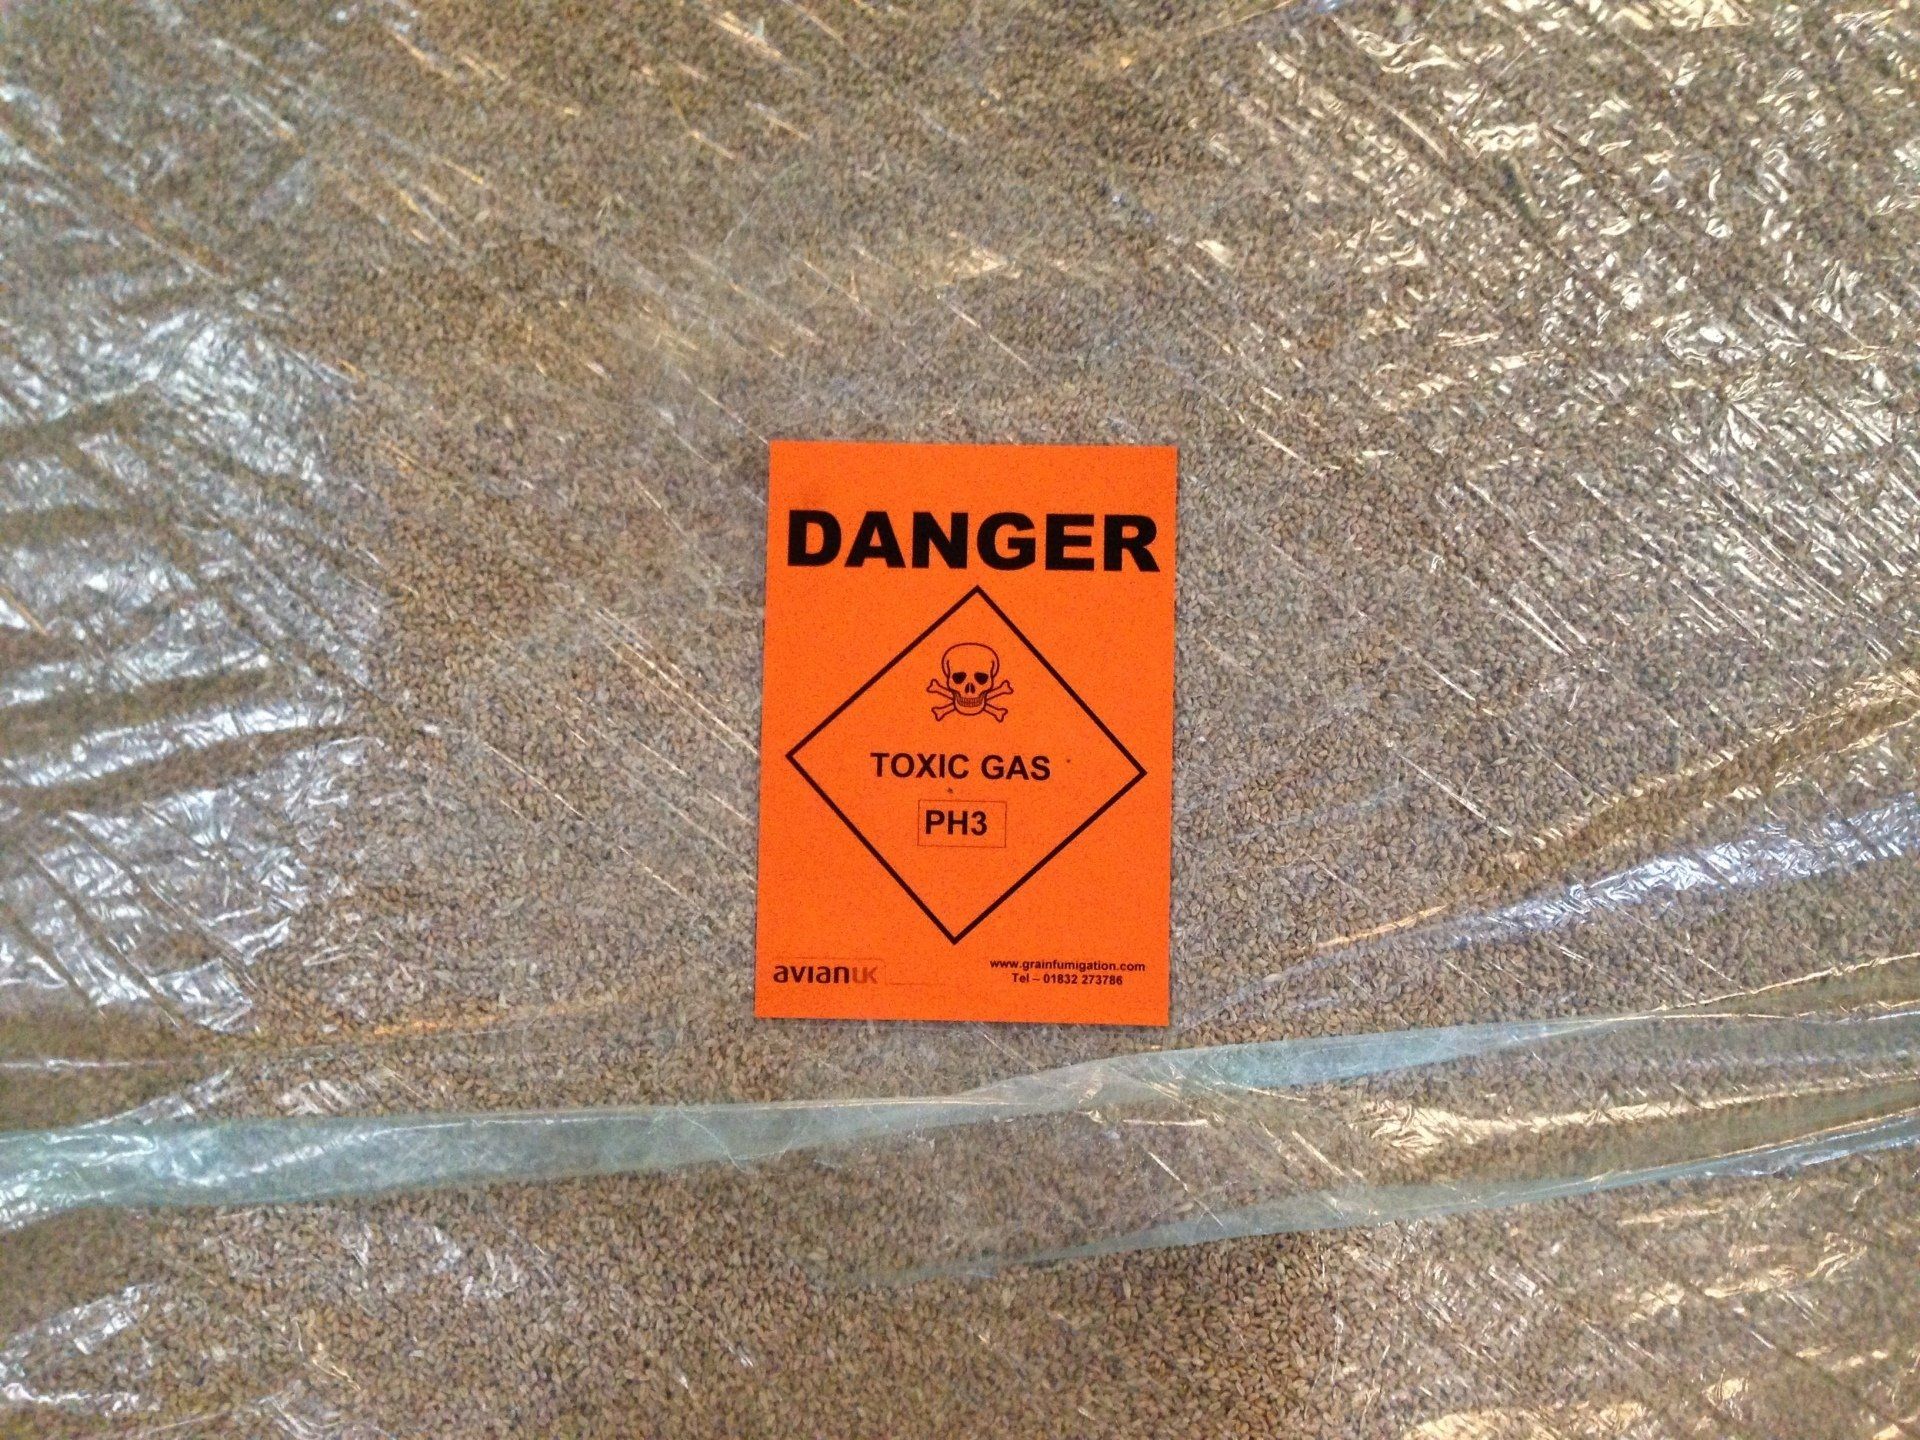 DANGER
TOXIC GAS
PH3
avianUK
www.grainfumigation.com
Tel – 01832 273786